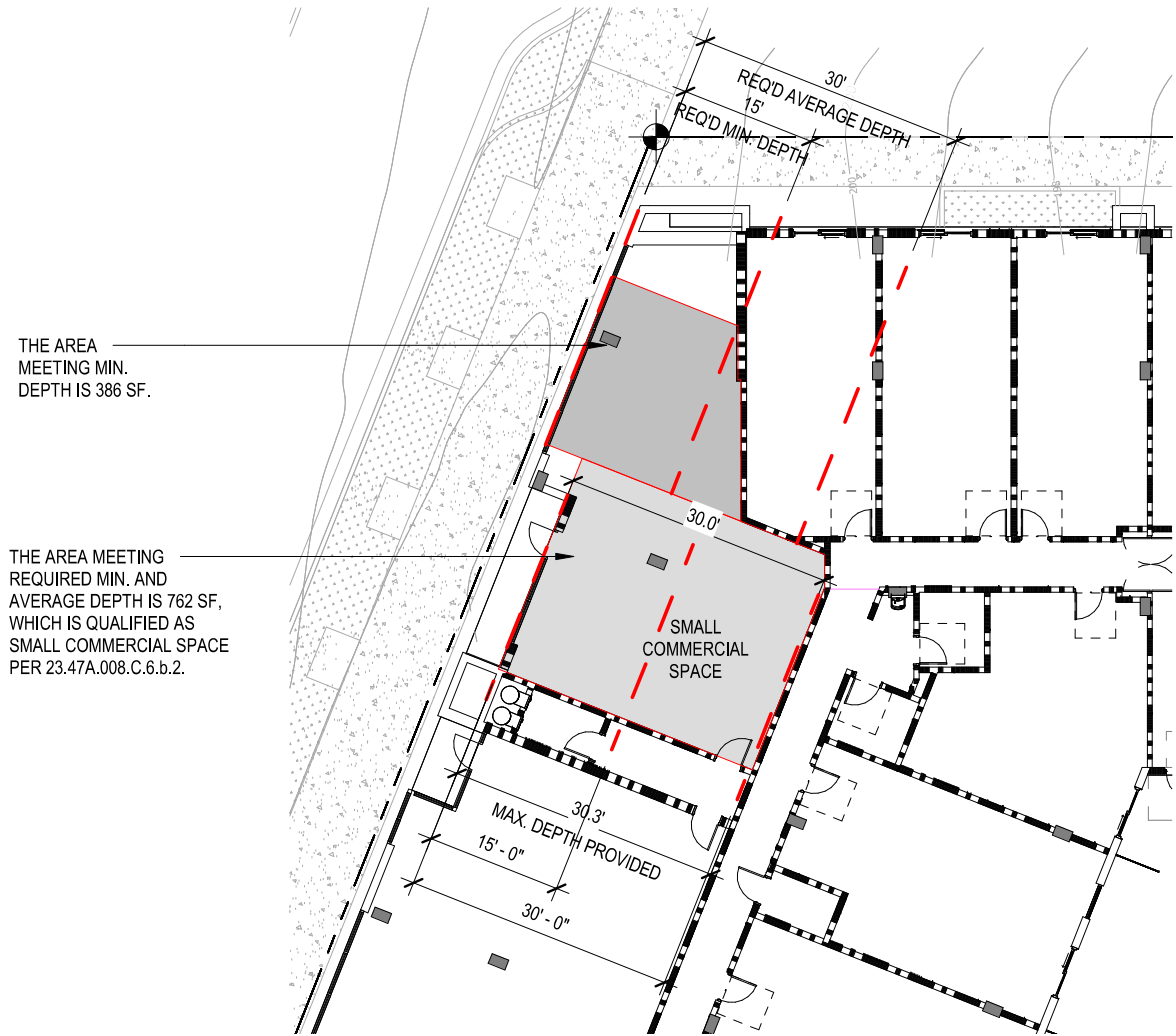 30'
REQ'D AVERAGE DEPTH
15'
REQ'D MIN. DEPTH
200
198
THE AREA
MEETING MIN.
DEPTH IS 386 SF.
30.0'
THE AREA MEETING
REQUIRED MIN. AND
AVERAGE DEPTH IS 762 SF,
WHICH IS QUALIFIED AS
SMALL COMMERCIAL SPACE
PER 23.47A.008.C.6.b.2.
SMALL
COMMERCIAL
SPACE
30.3'
MAX. DEPTH PROVIDED
15' - 0"
30' - 0"